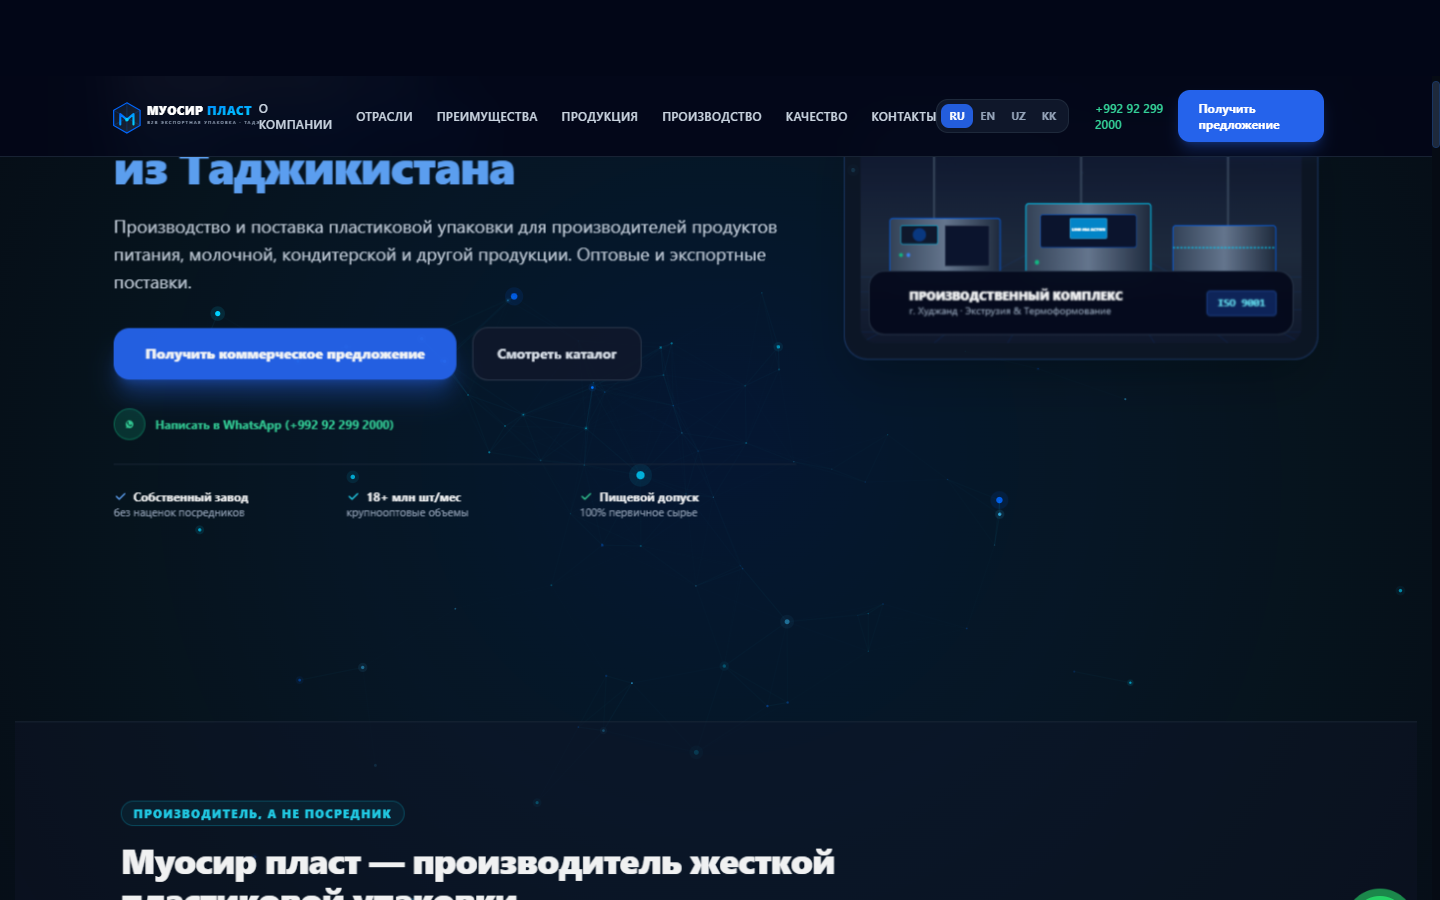 МУОСИР ПЛАСТ
О КОМПАНИИ
ОТРАСЛИ
ПРЕИМУЩЕСТВА
ПРОДУКЦИЯ
ПРОИЗВОДСТВО
КАЧЕСТВО
КОНТАКТЫ
RU EN UZ KK
+992 92 299
2000
Получить
предложение
из Таджикистана
Производство и поставка пластиковой упаковки для производителей продуктов
питания, молочной, кондитерской и другой продукции. Оптовые и экспортные
поставки.
Получить коммерческое предложение
Смотреть каталог
Написать в WhatsApp (+992 92 299 2000)
Собственный завод
без наценок посредников
18+ млн шт/мес
крупнооптовые объемы
Пищевой допуск
100% первичное сырье
ПРОИЗВОДСТВЕННЫЙ КОМПЛЕКС
г. Худжанд · Экструзия & Термоформование
ISO 9001
ПРОИЗВОДИТЕЛЬ, А НЕ ПОСРЕДНИК
Муосир пласт — производитель жесткой
пластиковой упаковки